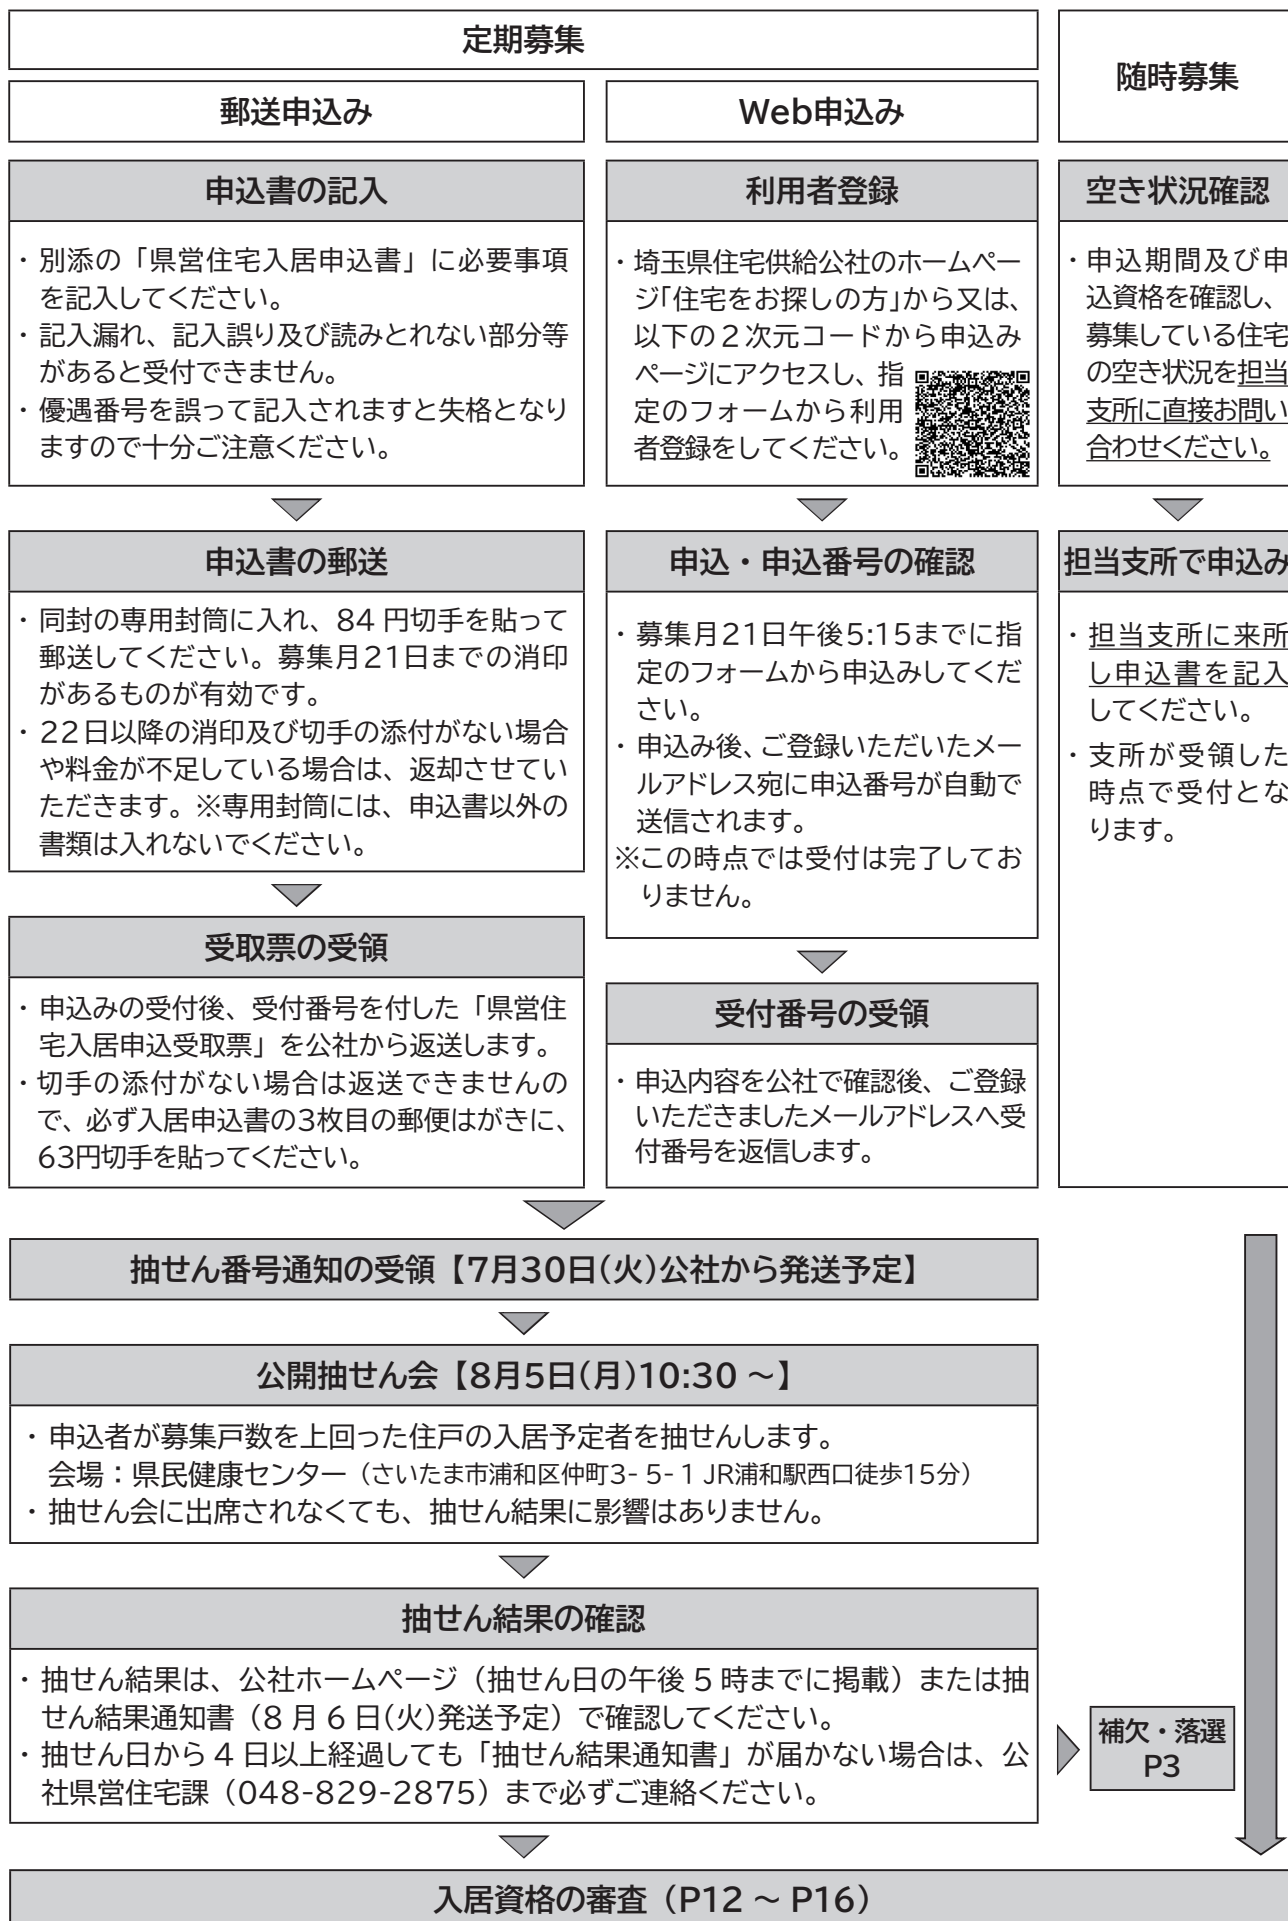 定期募集
郵送申込み
申込書の記入
・別添の「県営住宅入居申込書」に必要事項
を記入してください。
・記入漏れ、記入誤り及び読みとれない部分等
があると受付できません。
・優遇番号を誤って記入されますと失格となり
ますので十分ご注意ください。
申込書の郵送
・同封の専用封筒に入れ、84 円切手を貼って
郵送してください。募集月21日までの消印
があるものが有効です。
・22日以降の消印及び切手の添付がない場合
や料金が不足している場合は、返却させてい
ただきます。※専用封筒には、申込書以外の
書類は入れないでください。
受取票の受領
・申込みの受付後、受付番号を付した「県営住
宅入居申込受取票」を公社から返送します。
・切手の添付がない場合は返送できませんの
で、必ず入居申込書の3枚目の郵便はがきに、
63円切手を貼ってください。
Web申込み
利用者登録
・埼玉県住宅供給公社のホームペー
ジ「住宅をお探しの方」から又は、
以下の2次元コードから申込み
ページにアクセスし、指
定のフォームから利用
者登録をしてください。
申込・申込番号の確認
・募集月21日午後5:15までに指
定のフォームから申込みしてくだ
さい。
・申込み後、ご登録いただいたメー
ルアドレス宛に申込番号が自動で
送信されます。
※この時点では受付は完了してお
りません。
受付番号の受領
・申込内容を公社で確認後、ご登録
いただきましたメールアドレスへ受
付番号を返信します。
随時募集
空き状況確認
・申込期間及び申
込資格を確認し、
募集している住宅
の空き状況を担当
支所に直接お問い
合わせください。
担当支所で申込み
・担当支所に来所
し申込書を記入
してください。
・支所が受領した
時点で受付とな
ります。
抽せん番号通知の受領【7月30日(火)公社から発送予定】
公開抽せん会【8月5日(月)10:30 ～】
・申込者が募集戸数を上回った住戸の入居予定者を抽せんします。
会場：県民健康センター（さいたま市浦和区仲町3- 5- 1 JR浦和駅西口徒歩15分）
・抽せん会に出席されなくても、抽せん結果に影響はありません。
抽せん結果の確認
・抽せん結果は、公社ホームページ（抽せん日の午後 5 時までに掲載）または抽
せん結果通知書（8 月 6 日(火)発送予定）で確認してください。
・抽せん日から 4 日以上経過しても「抽せん結果通知書」が届かない場合は、公
社県営住宅課（048-829-2875）まで必ずご連絡ください。
補欠・落選
P3
入居資格の審査（P12 ～ P16）